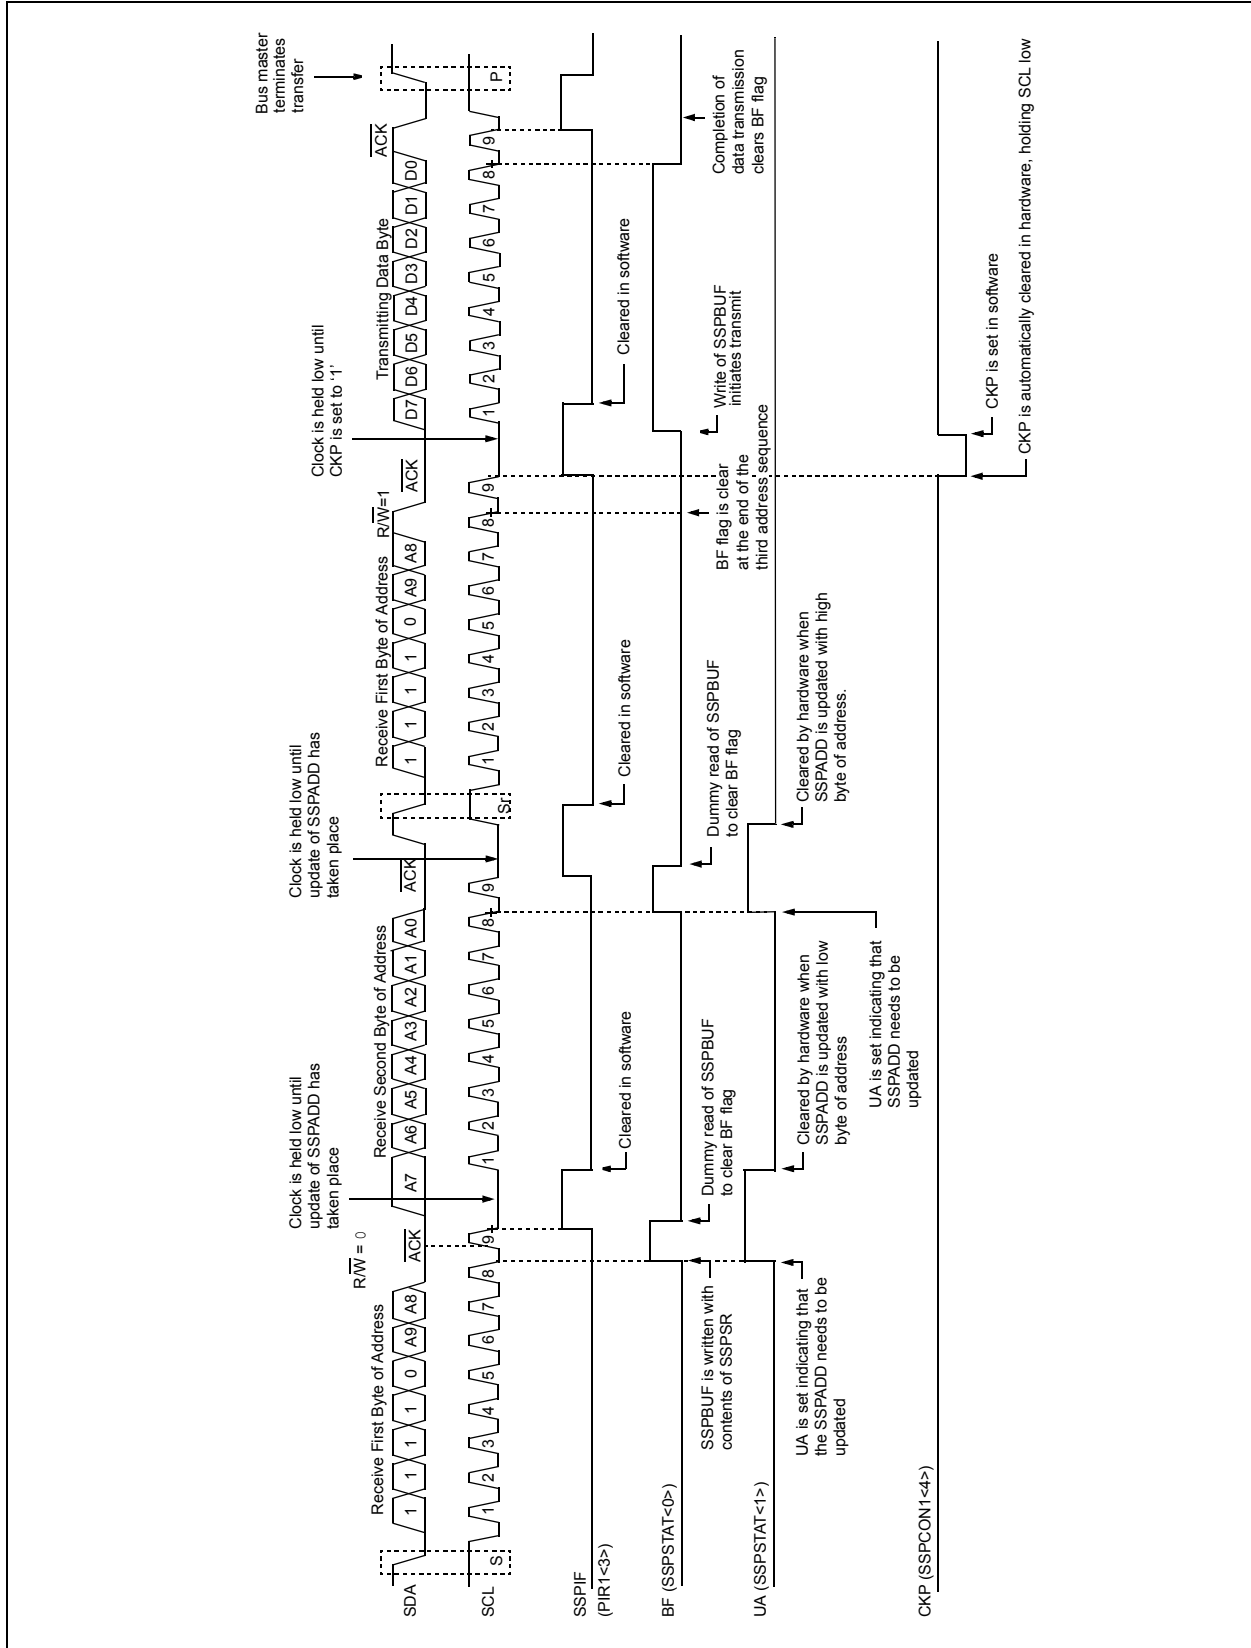 Bus master
terminates
transfer
Clock is held low until
update of SSPADD has
taken place
Clock is held low until
update of SSPADD has
taken place
Clock is held low until
CKP is set to ‘1’
R/W = 0
R/W=1
Receive First Byte of Address
ACK
Receive Second Byte of Address
ACK
Receive First Byte of Address
ACK
Transmitting Data Byte
ACK
SDA
1 1 1 1 0 A9 A8
A7 A6 A5 A4 A3 A2 A1 A0
1 1 1 1 0 A9 A8
D7 D6 D5 D4 D3 D2 D1 D0
SCL
S
1 2 3 4 5 6 7 8 9
1 2 3 4 5 6 7 8 9
Sr
1 2 3 4 5 6 7 8 9
1 2 3 4 5 6 7 8 9
P
SSPIF
(PIR1<3>)
Cleared in software
Cleared in software
Cleared in software
BF (SSPSTAT<0>)
SSPBUF is written with
contents of SSPSR
Dummy read of SSPBUF
to clear BF flag
Dummy read of SSPBUF
to clear BF flag
BF flag is clear
at the end of the
third address sequence
Write of SSPBUF
initiates transmit
Completion of
data transmission
clears BF flag
UA (SSPSTAT<1>)
UA is set indicating that
the SSPADD needs to be
updated
Cleared by hardware when
SSPADD is updated with low
byte of address
UA is set indicating that
SSPADD needs to be
updated
Cleared by hardware when
SSPADD is updated with high
byte of address.
CKP (SSPCON1<4>)
CKP is set in software
CKP is automatically cleared in hardware, holding SCL low